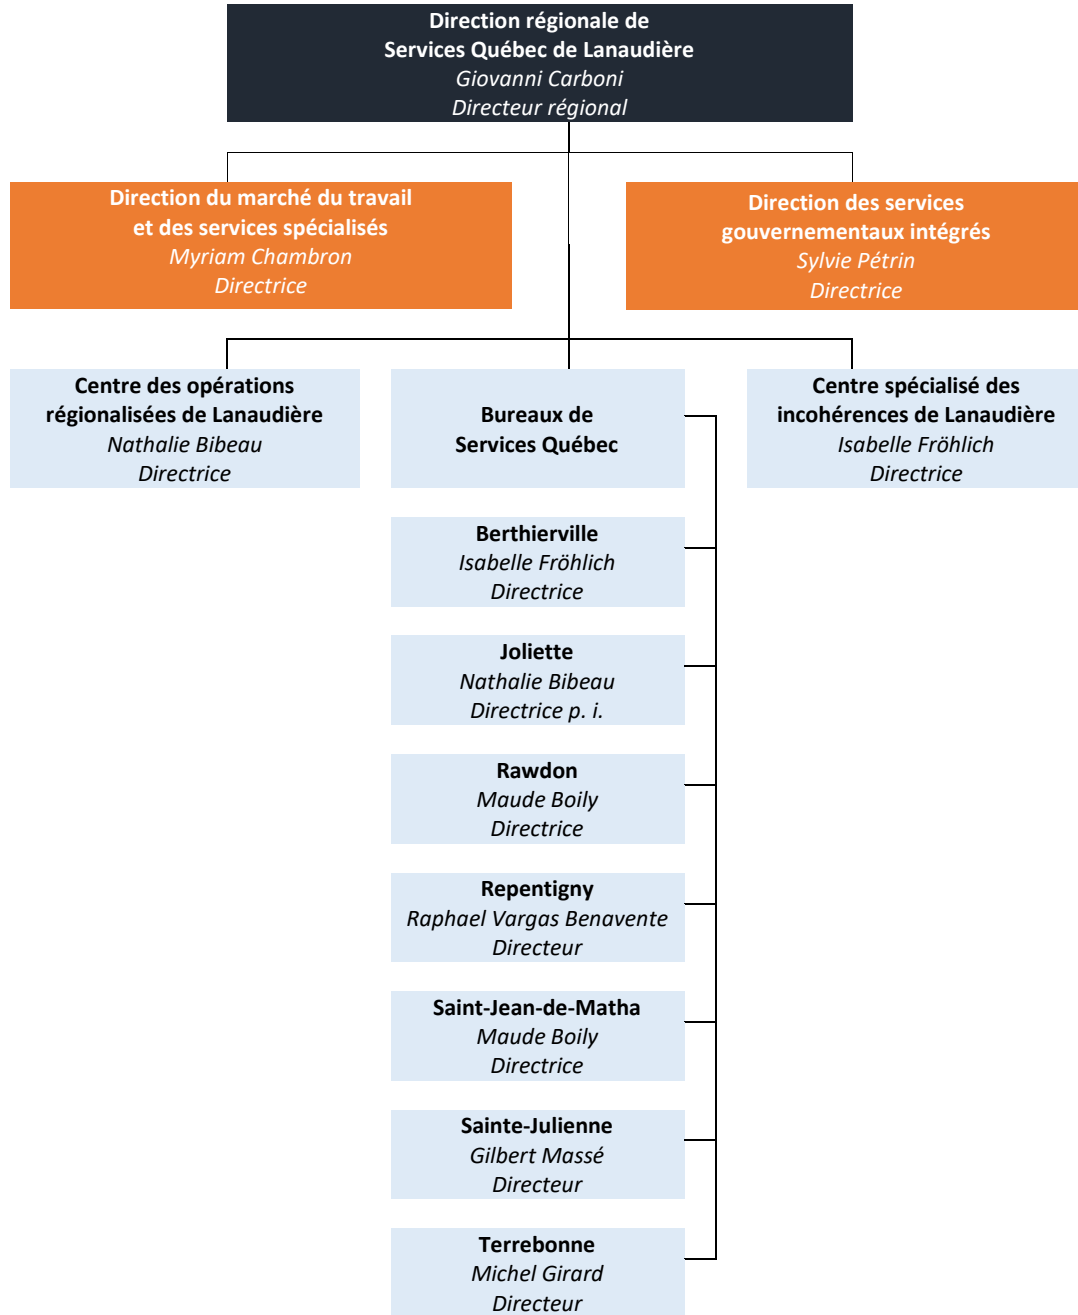 Direction régionale de
Services Québec de Lanaudière
Giovanni Carboni
Directeur régional
Direction du marché du travail
et des services spécialisés
Myriam Chambron
Directrice
Direction des services
gouvernementaux intégrés
Sylvie Pétrin
Directrice
Centre des opérations
régionalisées de Lanaudière
Nathalie Bibeau
Directrice
Bureaux de
Services Québec
Centre spécialisé des
incohérences de Lanaudière
Isabelle Fröhlich
Directrice
Berthierville
Isabelle Fröhlich
Directrice
Joliette
Nathalie Bibeau
Directrice p. i.
Rawdon
Maude Boily
Directrice
Repentigny
Raphael Vargas Benavente
Directeur
Saint-Jean-de-Matha
Maude Boily
Directrice
Sainte-Julienne
Gilbert Massé
Directeur
Terrebonne
Michel Girard
Directeur